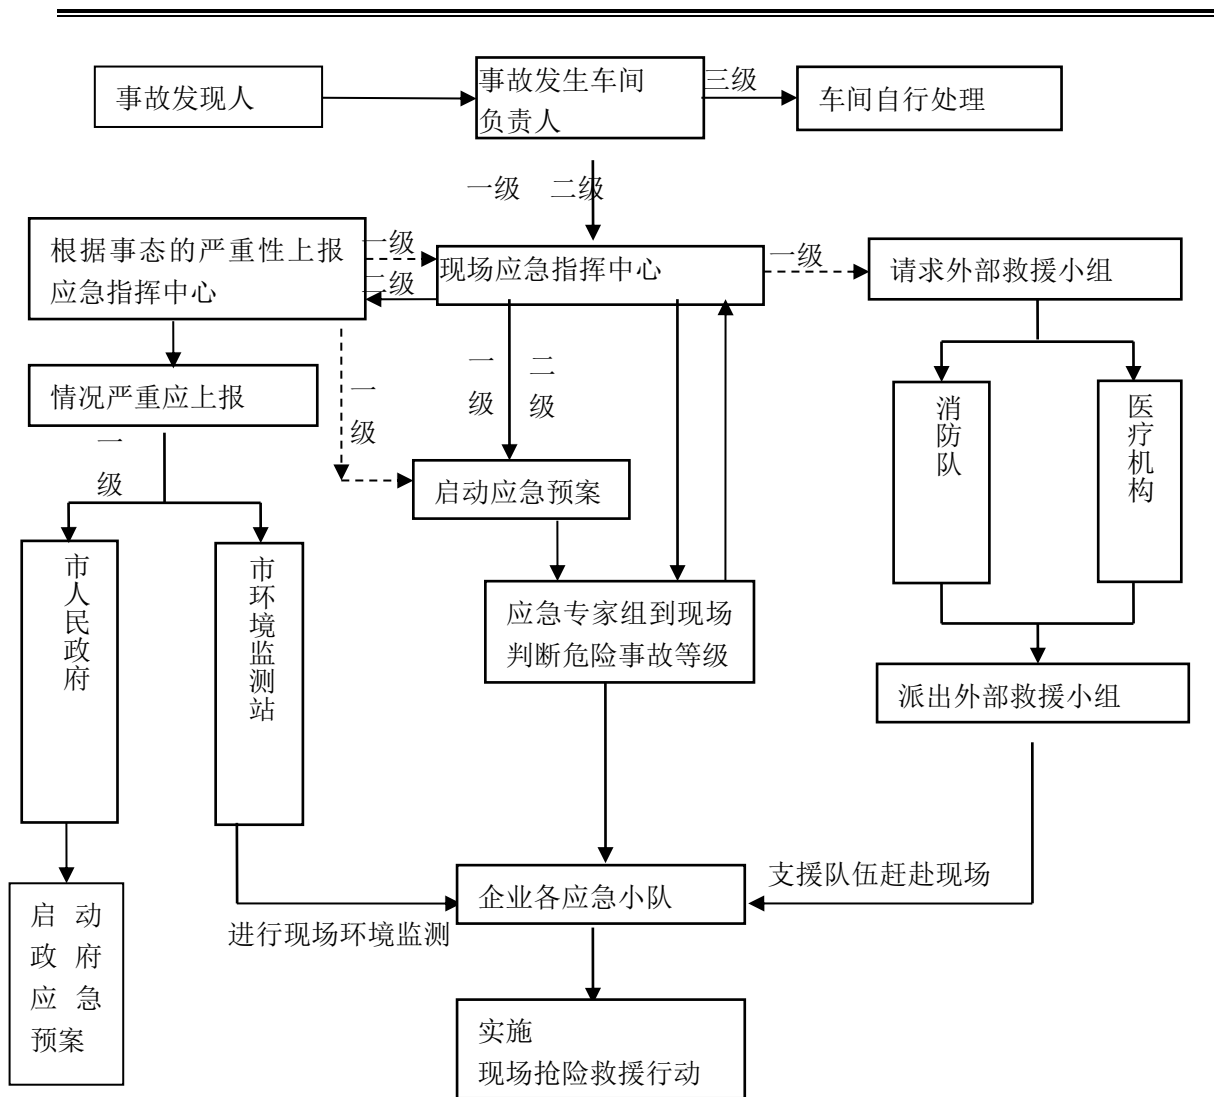 事故发现人
事故发生车间
负责人
三级
车间自行处理
一级 二级
根据事态的严重性上报
应急指挥中心
一级
二级
现场应急指挥中心
一级
请求外部救援小组
情况严重应上报
一级
一级
二级
一级
消防队
医疗机构
启动应急预案
市人民政府
市环境监测站
应急专家组到现场
判断危险事故等级
派出外部救援小组
支援队伍赶赴现场
企业各应急小队
进行现场环境监测
启动
政府
应急
预案
实施
现场抢险救援行动